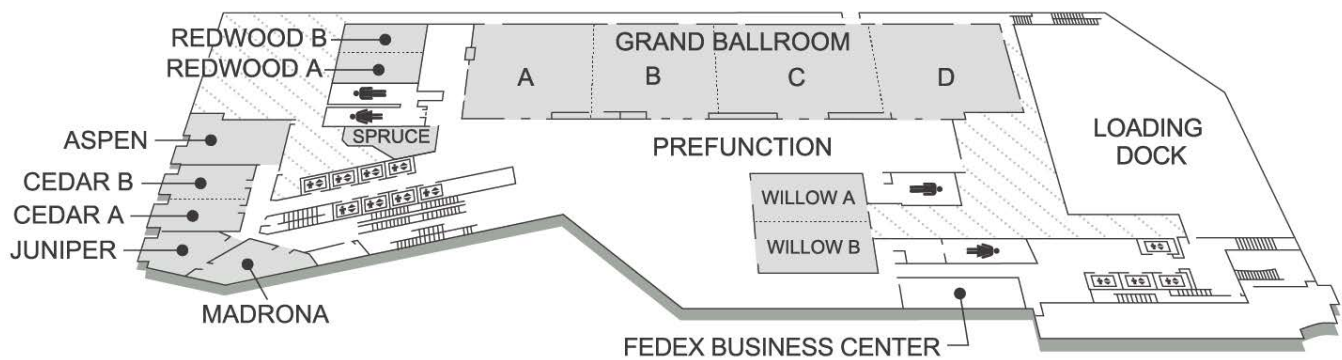 REDWOOD B
REDWOOD A
GRAND BALLROOM
A
B
C
D
SPRUCE
ASPEN
PREFUNCTION
LOADING
DOCK
CEDAR B
WILLOW A
CEDAR A
JUNIPER
WILLOW B
MADRONA
FEDEX BUSINESS CENTER